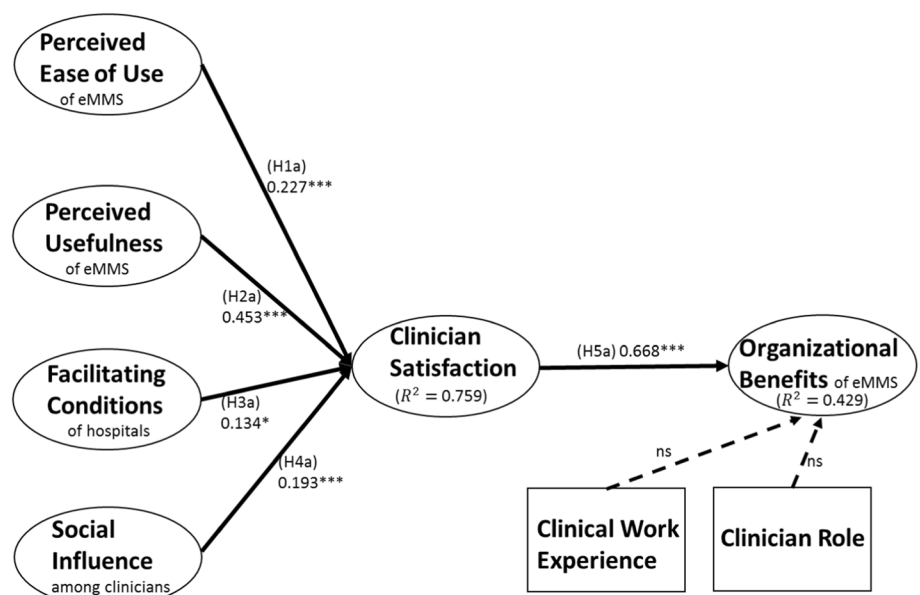 Perceived
Ease of Use
of eMMS
(H1a)
0.227***
Perceived
Usefulness
of eMMS
(H2a)
0.453***
Facilitating
Conditions
of hospitals
(H3a)
0.134*
Social
Influence
among clinicians
(H4a)
0.193***
Clinician
Satisfaction
(R² = 0.759)
(H5a) 0.668***
Organizational
Benefits of eMMS
(R² = 0.429)
ns
ns
Clinical Work
Experience
Clinician Role